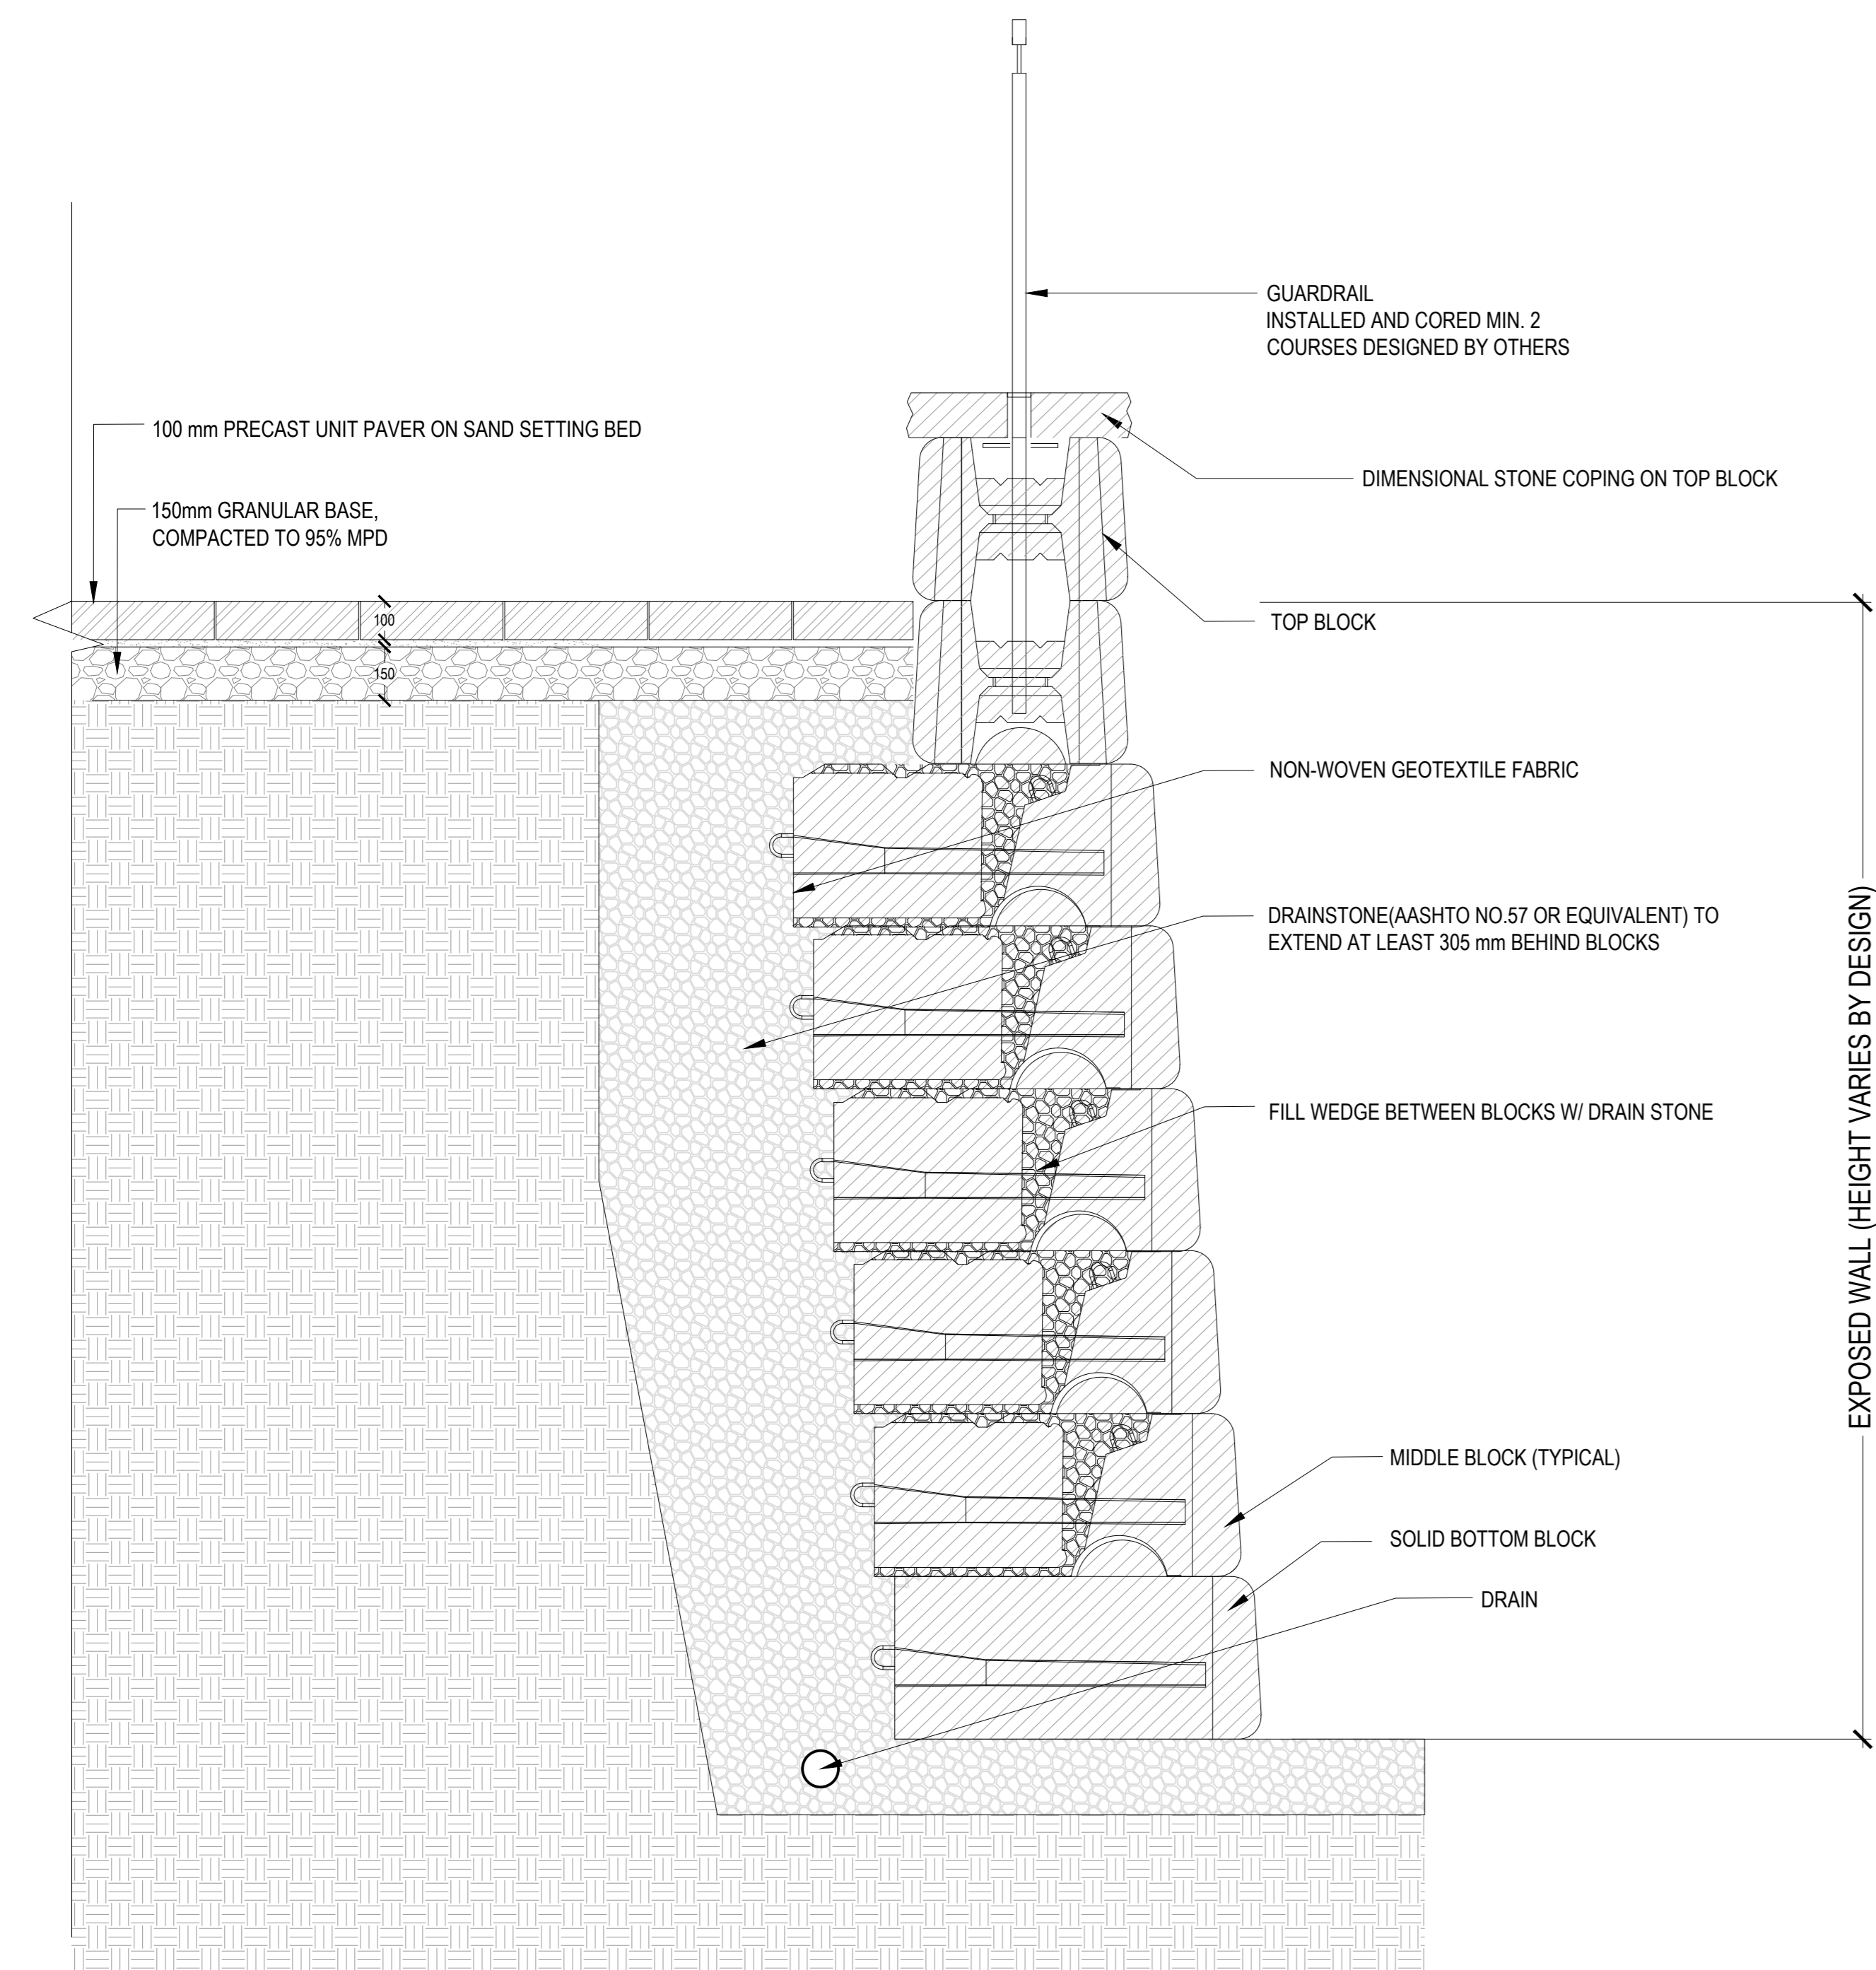 GUARDRAIL
INSTALLED AND CORED MIN. 2
COURSES DESIGNED BY OTHERS
100 mm PRECAST UNIT PAVER ON SAND SETTING BED
DIMENSIONAL STONE COPING ON TOP BLOCK
150mm GRANULAR BASE,
COMPACTED TO 95% MPD
100
TOP BLOCK
150
NON-WOVEN GEOTEXTILE FABRIC
DRAINSTONE(AASHTO NO.57 OR EQUIVALENT) TO
EXTEND AT LEAST 305 mm BEHIND BLOCKS
FILL WEDGE BETWEEN BLOCKS W/ DRAIN STONE
EXPOSED WALL (HEIGHT VARIES BY DESIGN)
MIDDLE BLOCK (TYPICAL)
SOLID BOTTOM BLOCK
DRAIN